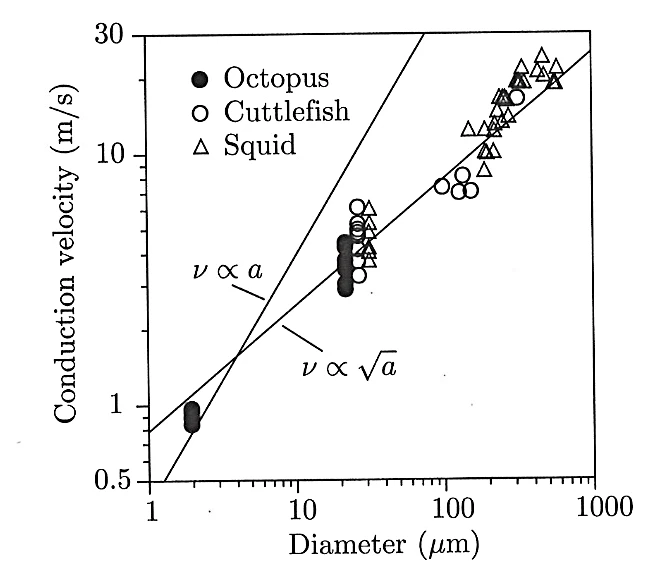 30
10
1
0.5
Conduction velocity (m/s)
● Octopus
○ Cuttlefish
△ Squid
ν ∝ a
ν ∝ √a
1 10 100 1000
Diameter (μm)